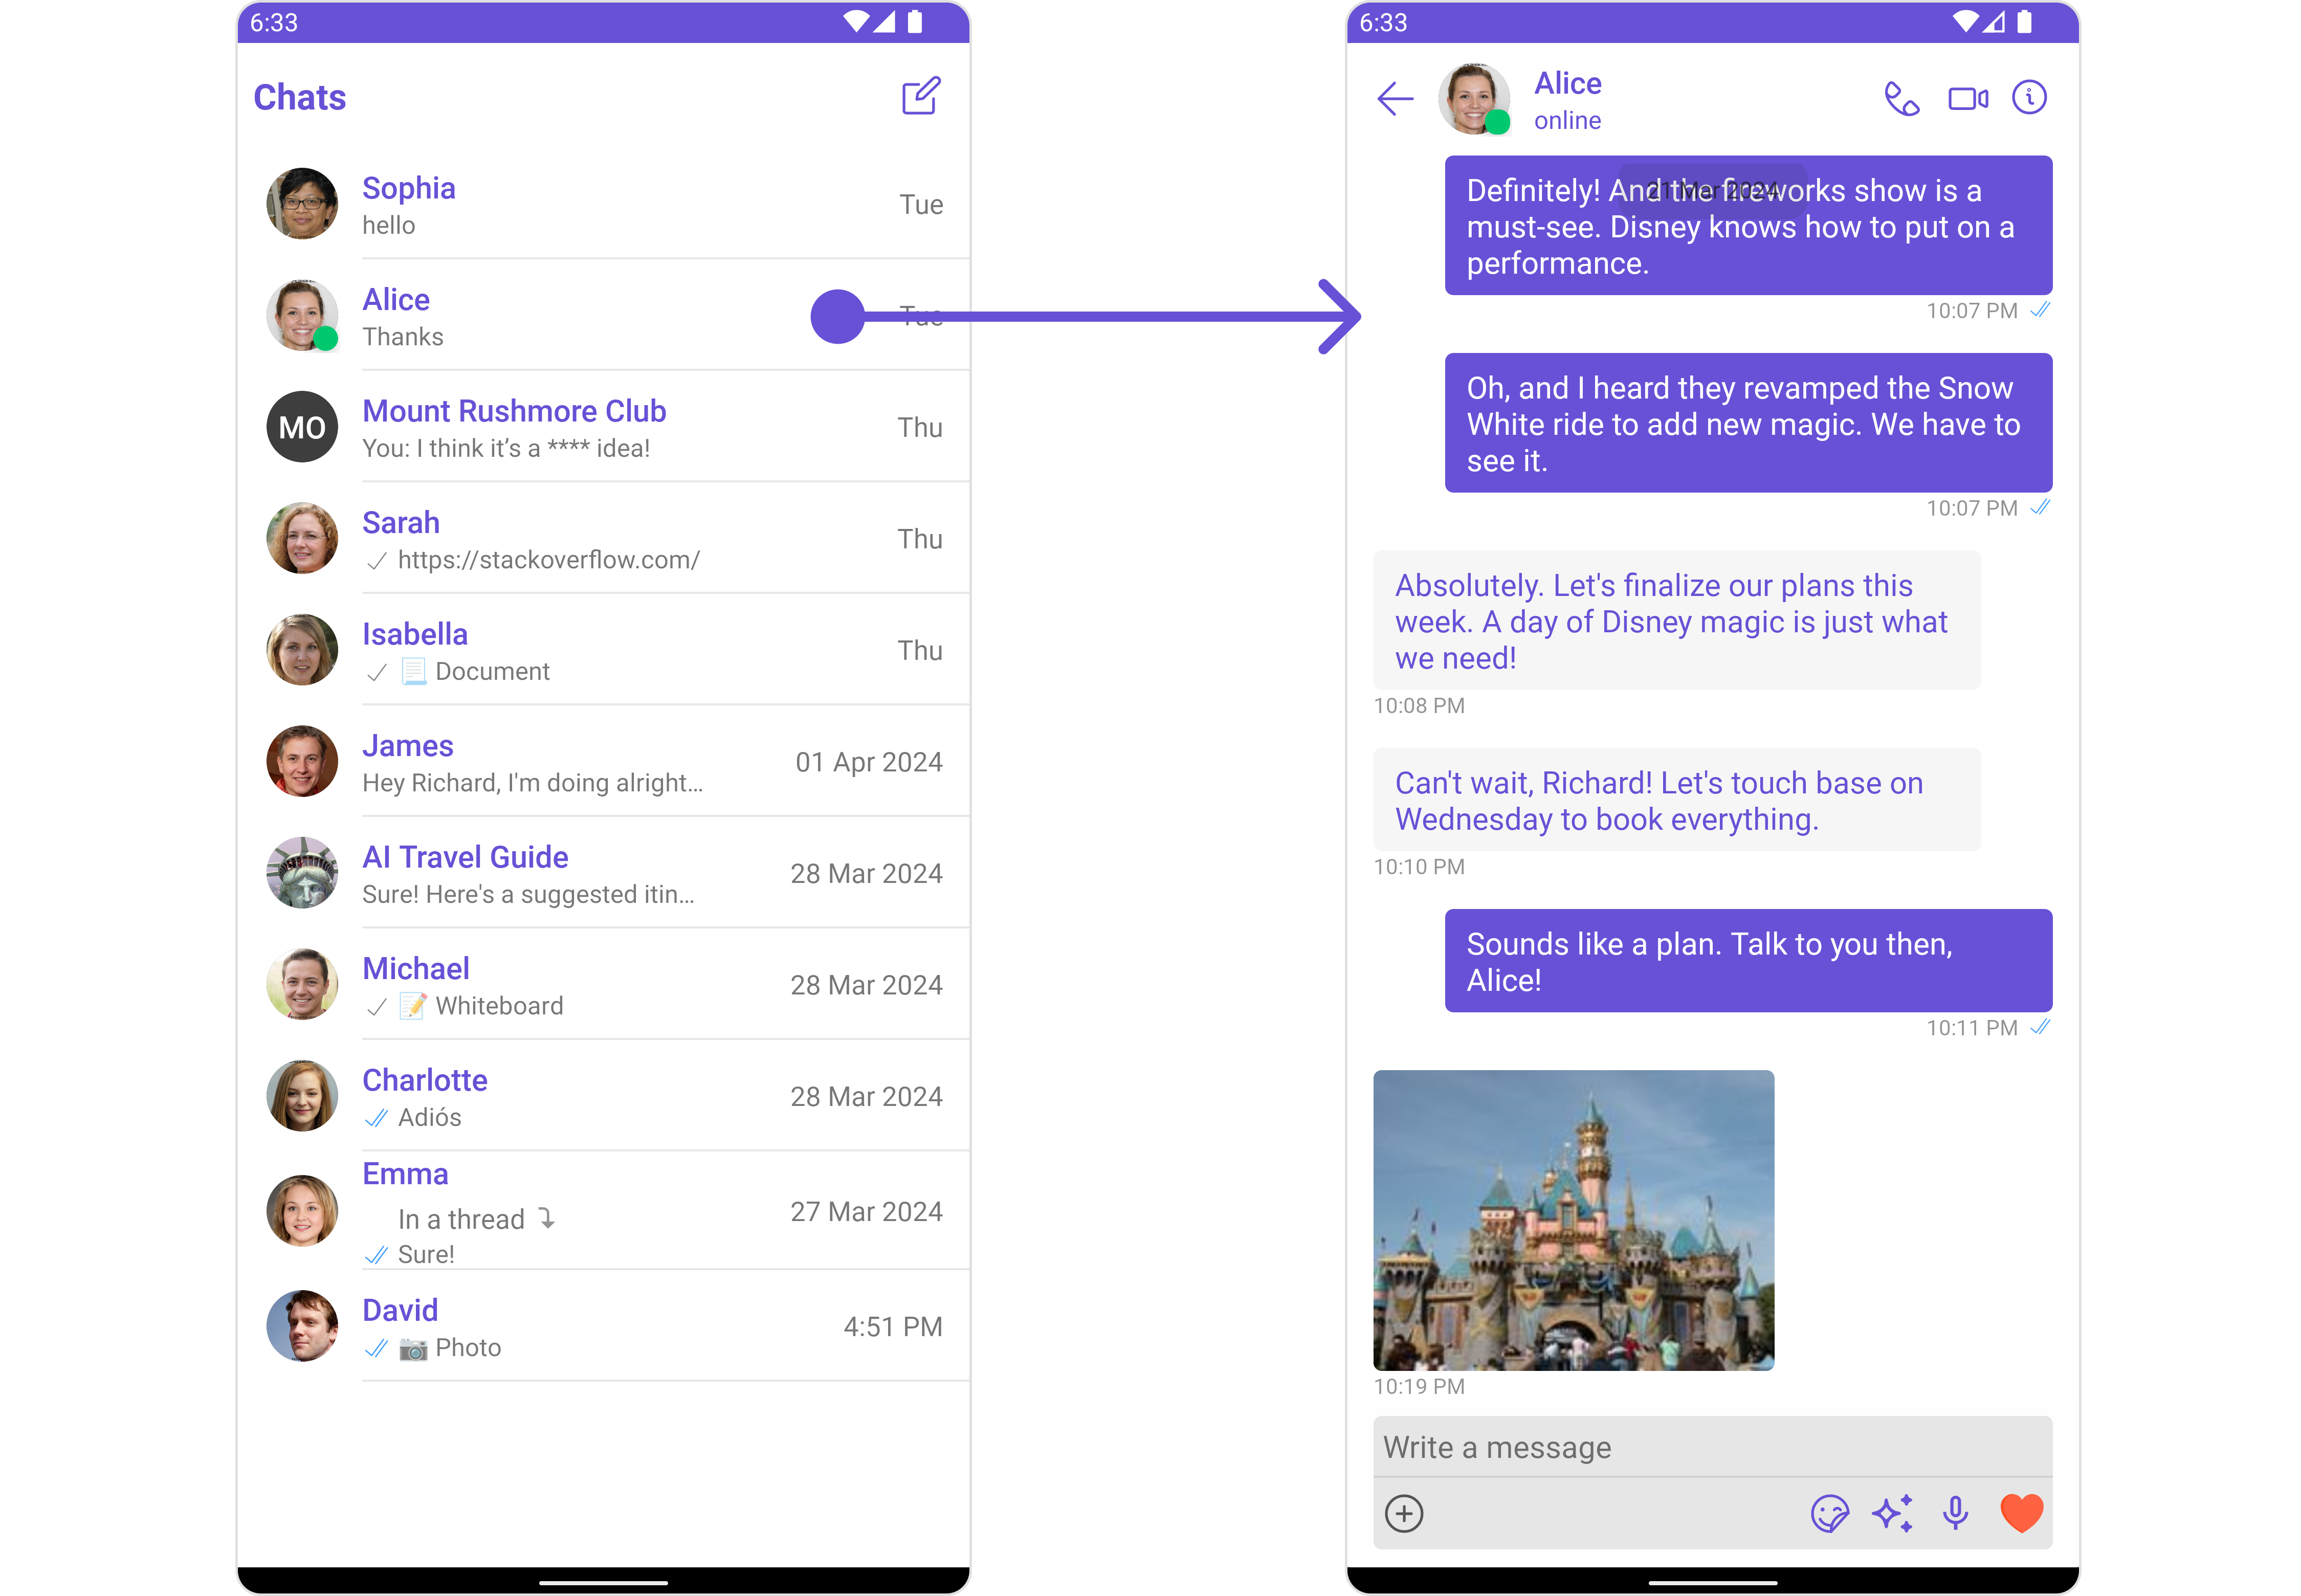 6:33
Chats
Sophia
hello
Tue
Alice
Thanks
Tue
MO
Mount Rushmore Club
You: I think it’s a **** idea!
Thu
Sarah
https://stackoverflow.com/
Thu
Isabella
Document
Thu
James
Hey Richard, I'm doing alright...
01 Apr 2024
AI Travel Guide
Sure! Here's a suggested itin...
28 Mar 2024
Michael
Whiteboard
28 Mar 2024
Charlotte
Adiós
28 Mar 2024
Emma
In a thread
Sure!
27 Mar 2024
David
Photo
4:51 PM
6:33
Alice
online
21 Mar 2024
Definitely! And the fireworks show is a
must-see. Disney knows how to put on a
performance.
10:07 PM
Oh, and I heard they revamped the Snow
White ride to add new magic. We have to
see it.
10:07 PM
Absolutely. Let's finalize our plans this
week. A day of Disney magic is just what
we need!
10:08 PM
Can't wait, Richard! Let's touch base on
Wednesday to book everything.
10:10 PM
Sounds like a plan. Talk to you then,
Alice!
10:11 PM
10:19 PM
Write a message